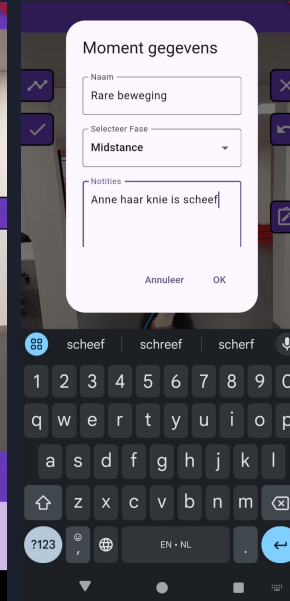 Moment gegevens
Naam
Rare beweging
Selecteer Fase
Midstance
Notities
Anne haar knie is scheef
Annuleer OK
scheef schreef scherf
1 2 3 4 5 6 7 8 9 0
q w e r t y u i o p
a s d f g h j k l
z x c v b n m
?123 , EN • NL .